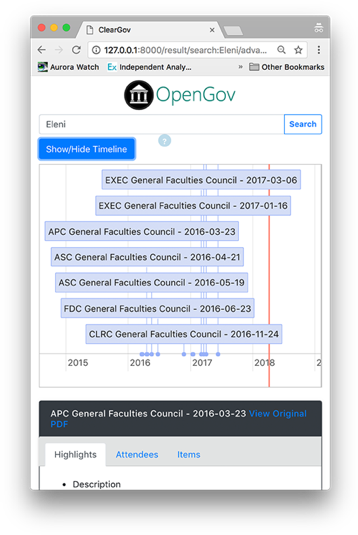 ClearGov
127.0.0.1:8000/result/search:Eleni/adva...
Aurora Watch Ex Independent Analy... » Other Bookmarks
OpenGov
Eleni Search
Show/Hide Timeline ?
EXEC General Faculties Council - 2017-03-06
EXEC General Faculties Council - 2017-01-16
APC General Faculties Council - 2016-03-23
ASC General Faculties Council - 2016-04-21
ASC General Faculties Council - 2016-05-19
FDC General Faculties Council - 2016-06-23
CLRC General Faculties Council - 2016-11-24
2015 2016 2017 2018 2
APC General Faculties Council - 2016-03-23 View Original
PDF
Highlights Attendees Items
• Description